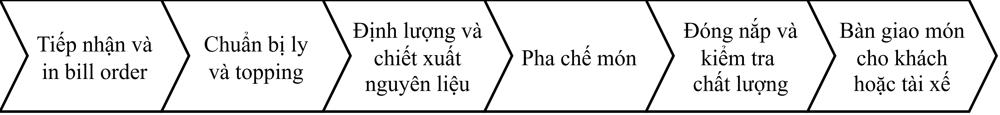 Tiếp nhận và
in bill order
Chuẩn bị ly
và topping
Định lượng và
chiết xuất
nguyên liệu
Pha chế món
Đóng nắp và
kiểm tra
chất lượng
Bàn giao món
cho khách
hoặc tài xế